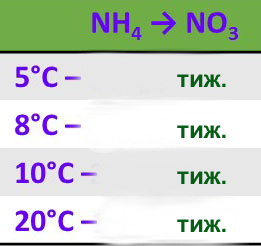 NH₄ → NO₃
5°C – тиж.
8°C – тиж.
10°C – тиж.
20°C – тиж.